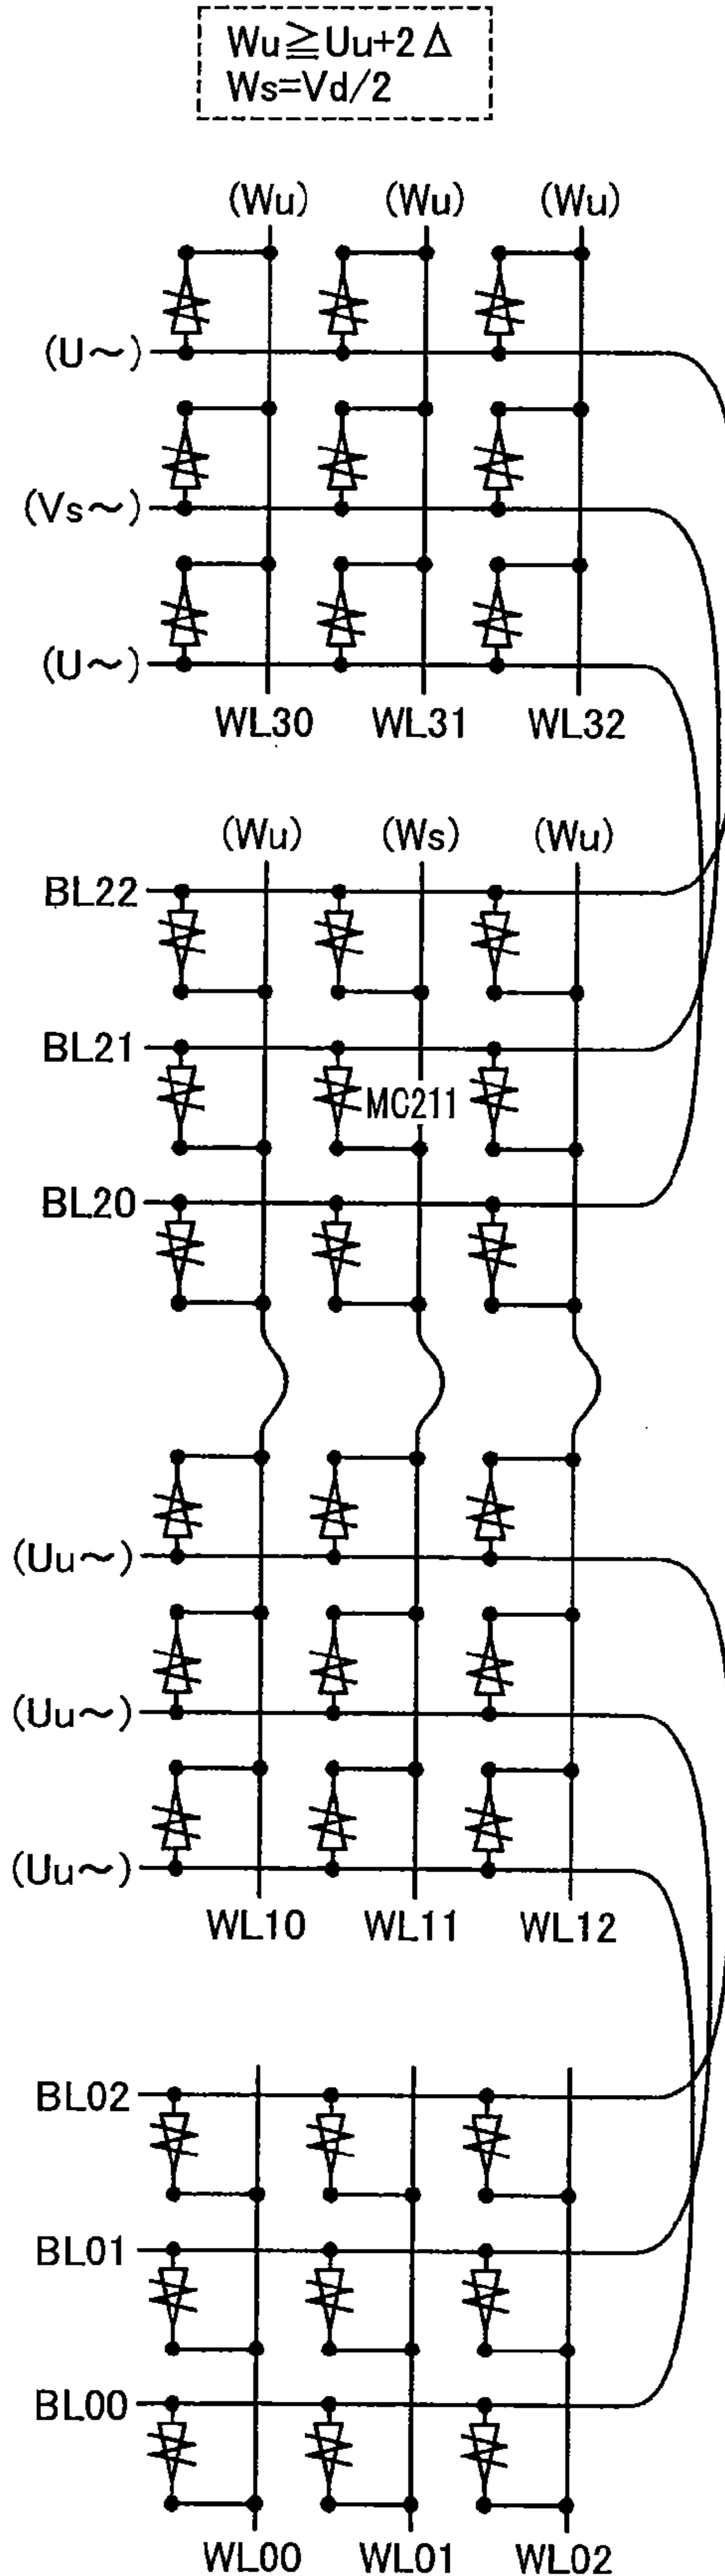 Wu≧Uu+2Δ
Ws=Vd/2
(Wu) (Wu) (Wu)
(U～)
(Vs～)
(U～)
WL30 WL31 WL32
(Wu) (Ws) (Wu)
BL22
BL21
MC211
BL20
(Uu～)
(Uu～)
(Uu～)
WL10 WL11 WL12
BL02
BL01
BL00
WL00 WL01 WL02